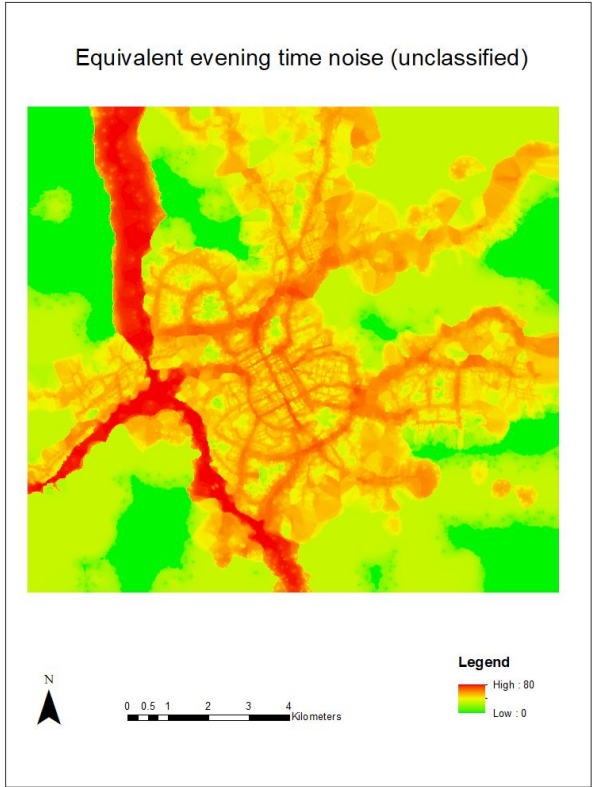 Equivalent evening time noise (unclassified)
N
0 0.5 1 2 3 4
Kilometers
Legend
High : 80
Low : 0